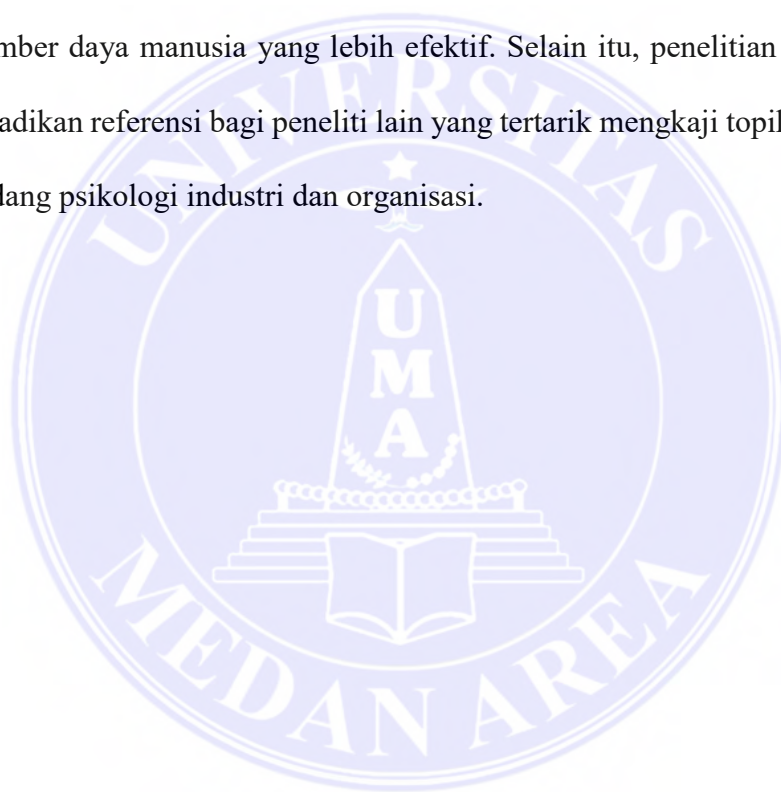 mber daya manusia yang lebih efektif. Selain itu, penelitian
adikan referensi bagi peneliti lain yang tertarik mengkaji topil
dang psikologi industri dan organisasi.
UNIVERSITAS
U
M
A
MEDAN AREA